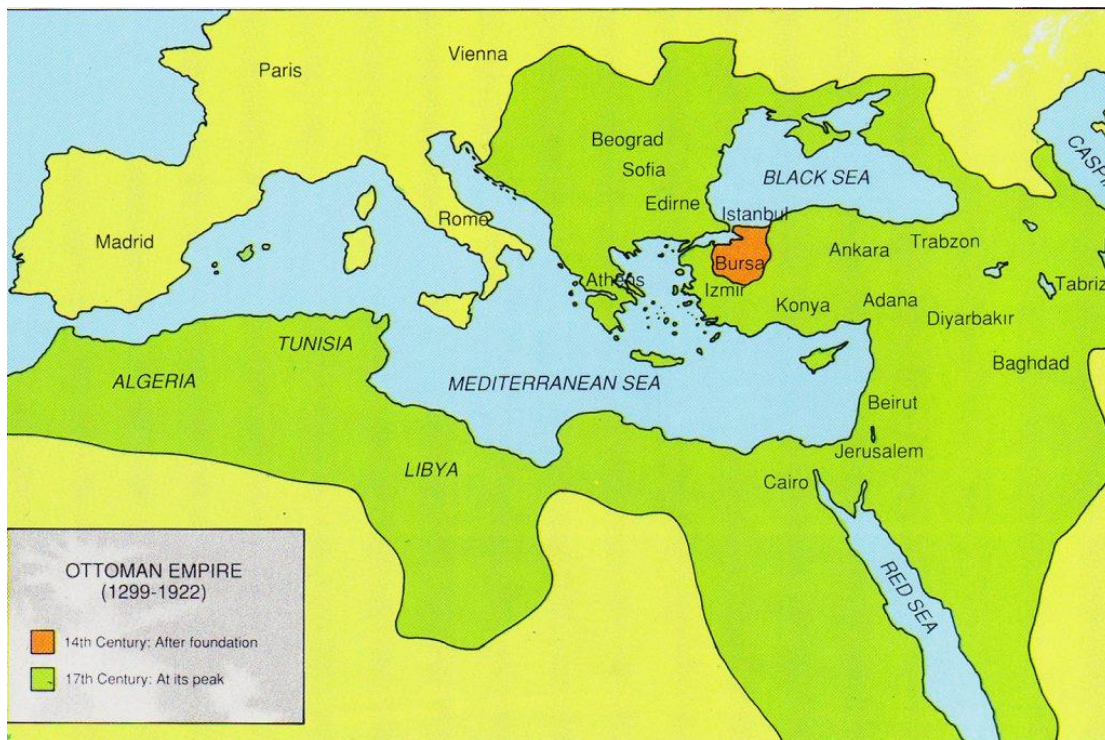 Vienna
Paris
Beograd
Sofia
BLACK SEA
CASPI
Edirne
Istanbul
Rome
Madrid
Ankara
Trabzon
Bursa
Athens
Izmir
Tabriz
Konya
Adana
Diyarbakır
TUNISIA
Baghdad
ALGERIA
MEDITERRANEAN SEA
Beirut
Jerusalem
LIBYA
Cairo
RED SEA
OTTOMAN EMPIRE
(1299-1922)
14th Century: After foundation
17th Century: At its peak